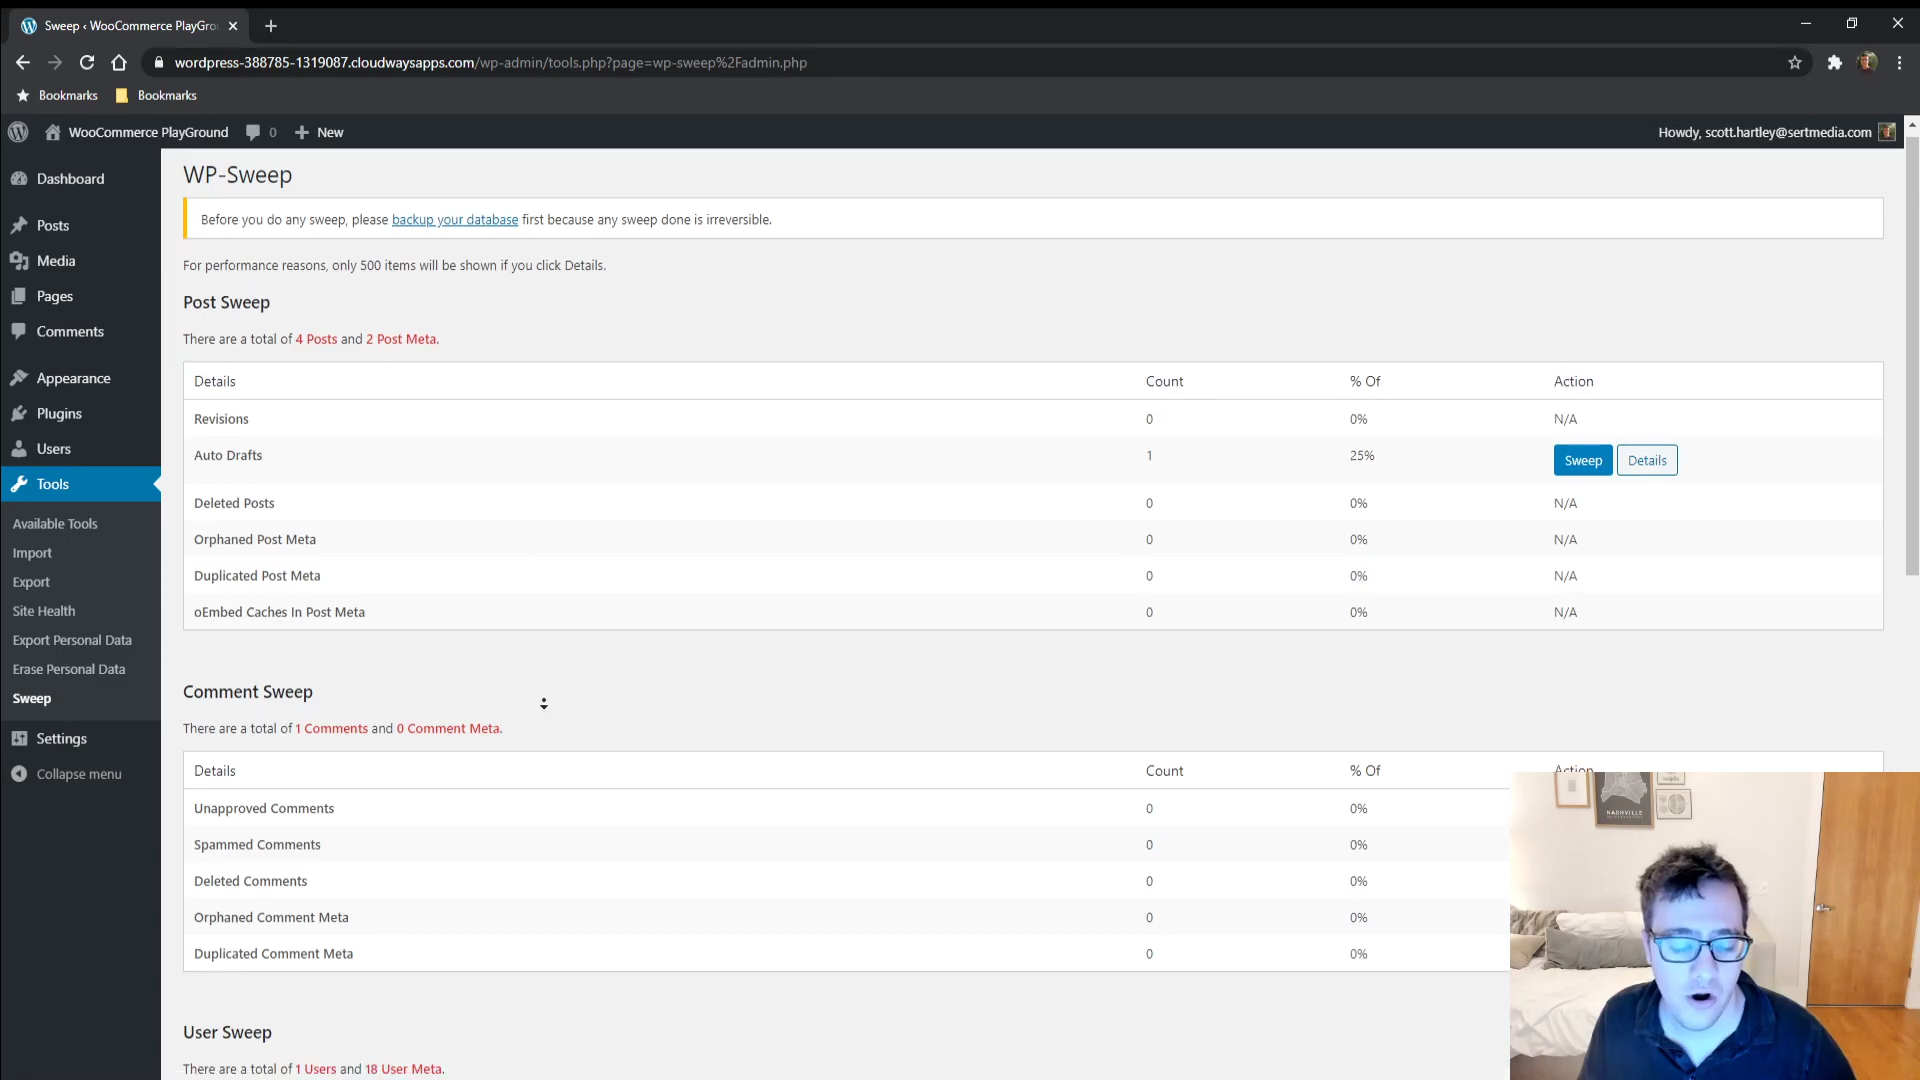 Sweep ‹ WooCommerce PlayGro
wordpress-388785-1319087.cloudwaysapps.com/wp-admin/tools.php?page=wp-sweep%2Fadmin.php
Bookmarks Bookmarks
WooCommerce PlayGround 0 New Howdy, scott.hartley@sertmedia.com
Dashboard
Posts
Media
Pages
Comments
Appearance
Plugins
Users
Tools
Available Tools
Import
Export
Site Health
Export Personal Data
Erase Personal Data
Sweep
Settings
Collapse menu
WP-Sweep
Before you do any sweep, please backup your database first because any sweep done is irreversible.
For performance reasons, only 500 items will be shown if you click Details.
Post Sweep
There are a total of 4 Posts and 2 Post Meta.
Details Count % Of Action
Revisions 0 0% N/A
Auto Drafts 1 25% Sweep Details
Deleted Posts 0 0% N/A
Orphaned Post Meta 0 0% N/A
Duplicated Post Meta 0 0% N/A
oEmbed Caches In Post Meta 0 0% N/A
Comment Sweep
There are a total of 1 Comments and 0 Comment Meta.
Details Count % Of Action
Unapproved Comments 0 0%
Spammed Comments 0 0%
Deleted Comments 0 0%
Orphaned Comment Meta 0 0%
Duplicated Comment Meta 0 0%
User Sweep
There are a total of 1 Users and 18 User Meta.
NASHVILLE